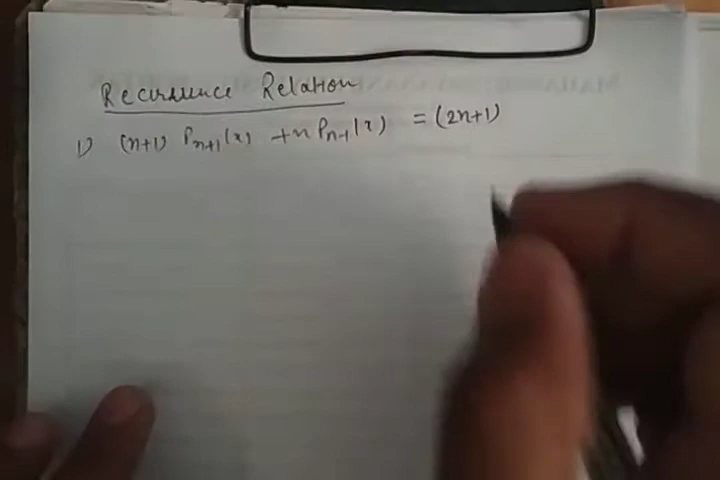 Recurrence Relation
1) (n+1) Pn+1(x) + n Pn-1(x) = (2n+1)